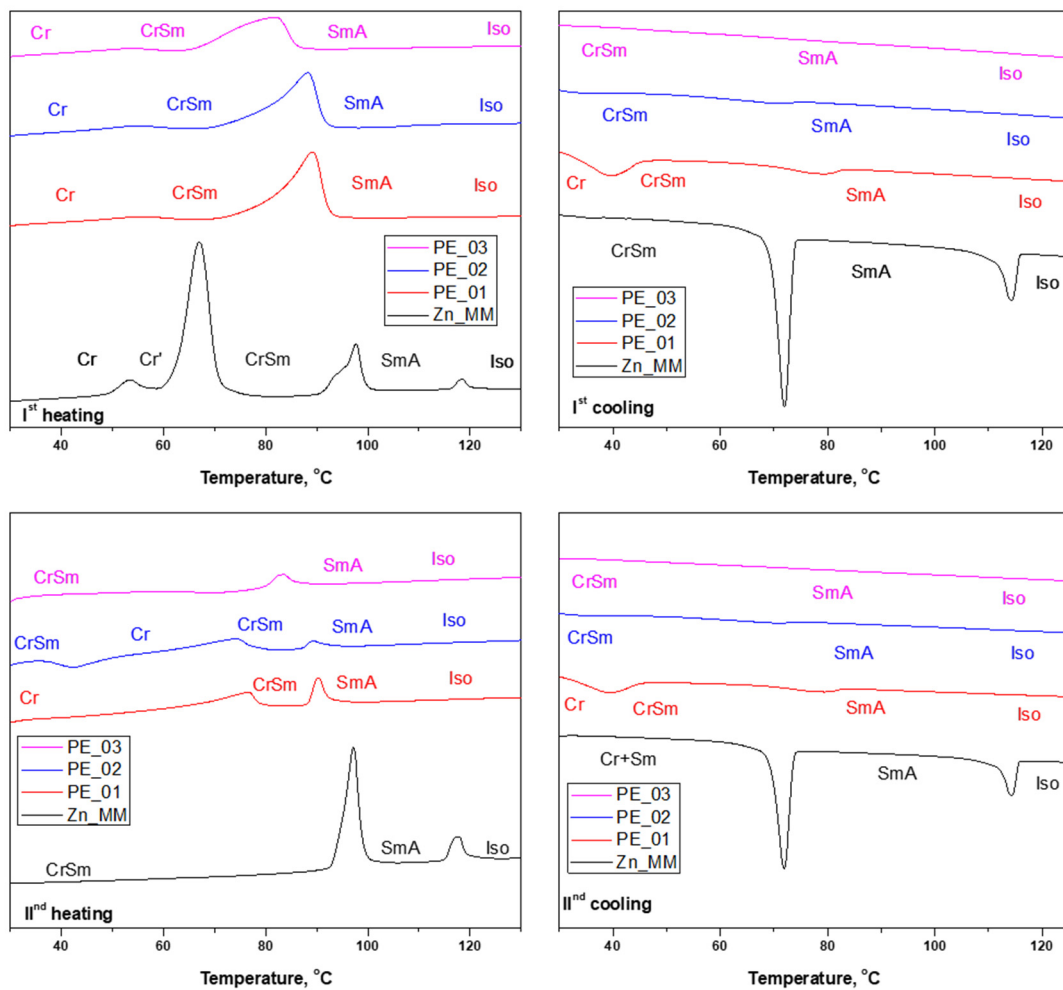 Cr CrSm SmA Iso
Cr CrSm SmA Iso
Cr CrSm SmA Iso
PE_03
PE_02
PE_01
Zn_MM
Cr Cr' CrSm SmA Iso
Ist heating
40 60 80 100 120
Temperature, °C
CrSm SmA Iso
CrSm SmA Iso
Cr CrSm SmA Iso
CrSm SmA Iso
PE_03
PE_02
PE_01
Zn_MM
Ist cooling
40 60 80 100 120
Temperature, °C
CrSm SmA Iso
CrSm Cr CrSm SmA Iso
Cr CrSm SmA Iso
PE_03
PE_02
PE_01
Zn_MM
CrSm SmA Iso
IInd heating
40 60 80 100 120
Temperature, °C
CrSm SmA Iso
CrSm SmA Iso
Cr CrSm SmA Iso
Cr+Sm SmA Iso
PE_03
PE_02
PE_01
Zn_MM
IInd cooling
40 60 80 100 120
Temperature, °C